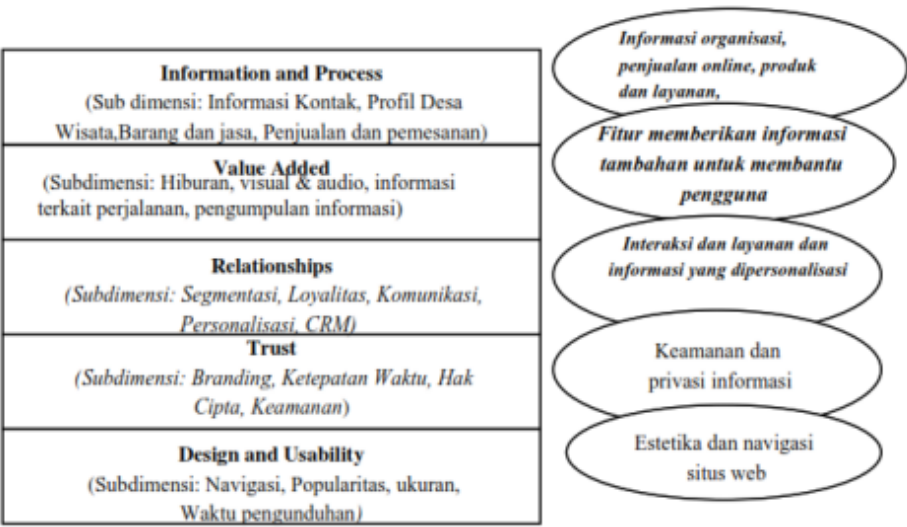 Information and Process
(Sub dimensi: Informasi Kontak, Profil Desa
Wisata,Barang dan jasa, Penjualan dan pemesanan)
Value Added
(Subdimensi: Hiburan, visual & audio, informasi
terkait perjalanan, pengumpulan informasi)
Relationships
(Subdimensi: Segmentasi, Loyalitas, Komunikasi,
Personalisasi, CRM)
Trust
(Subdimensi: Branding, Ketepatan Waktu, Hak
Cipta, Keamanan)
Design and Usability
(Subdimensi: Navigasi, Popularitas, ukuran,
Waktu pengunduhan)
Informasi organisasi,
penjualan online, produk
dan layanan,
Fitur memberikan informasi
tambahan untuk membantu
pengguna
Interaksi dan layanan dan
informasi yang dipersonalisasi
Keamanan dan
privasi informasi
Estetika dan navigasi
situs web